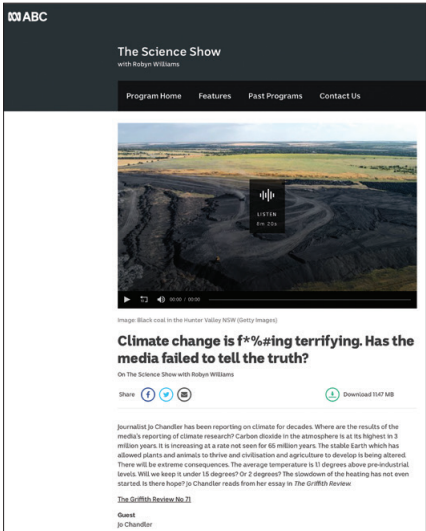 ABC
The Science Show
with Robyn Williams
Program Home Features Past Programs Contact Us
LISTEN
6m 20s
00:00 / 00:00
Image: Black coal in the Hunter Valley NSW (Getty Images)
Climate change is f*%#ing terrifying. Has the
media failed to tell the truth?
On The Science Show with Robyn Williams
Share
Download 11.47 MB
Journalist Jo Chandler has been reporting on climate for decades. Where are the results of the
media's reporting of climate research? Carbon dioxide in the atmosphere is at its highest in 3
million years. It is increasing at a rate not seen for 65 million years. The stable Earth which has
allowed plants and animals to thrive and civilisation and agriculture to develop is being altered.
There will be extreme consequences. The average temperature is 1.1 degrees above pre-industrial
levels. Will we keep it under 1.5 degrees? Or 2 degrees? The slowdown of the heating has not even
started. Is there hope? Jo Chandler reads from her essay in The Griffith Review.
The Griffith Review No.71
Guest
Jo Chandler